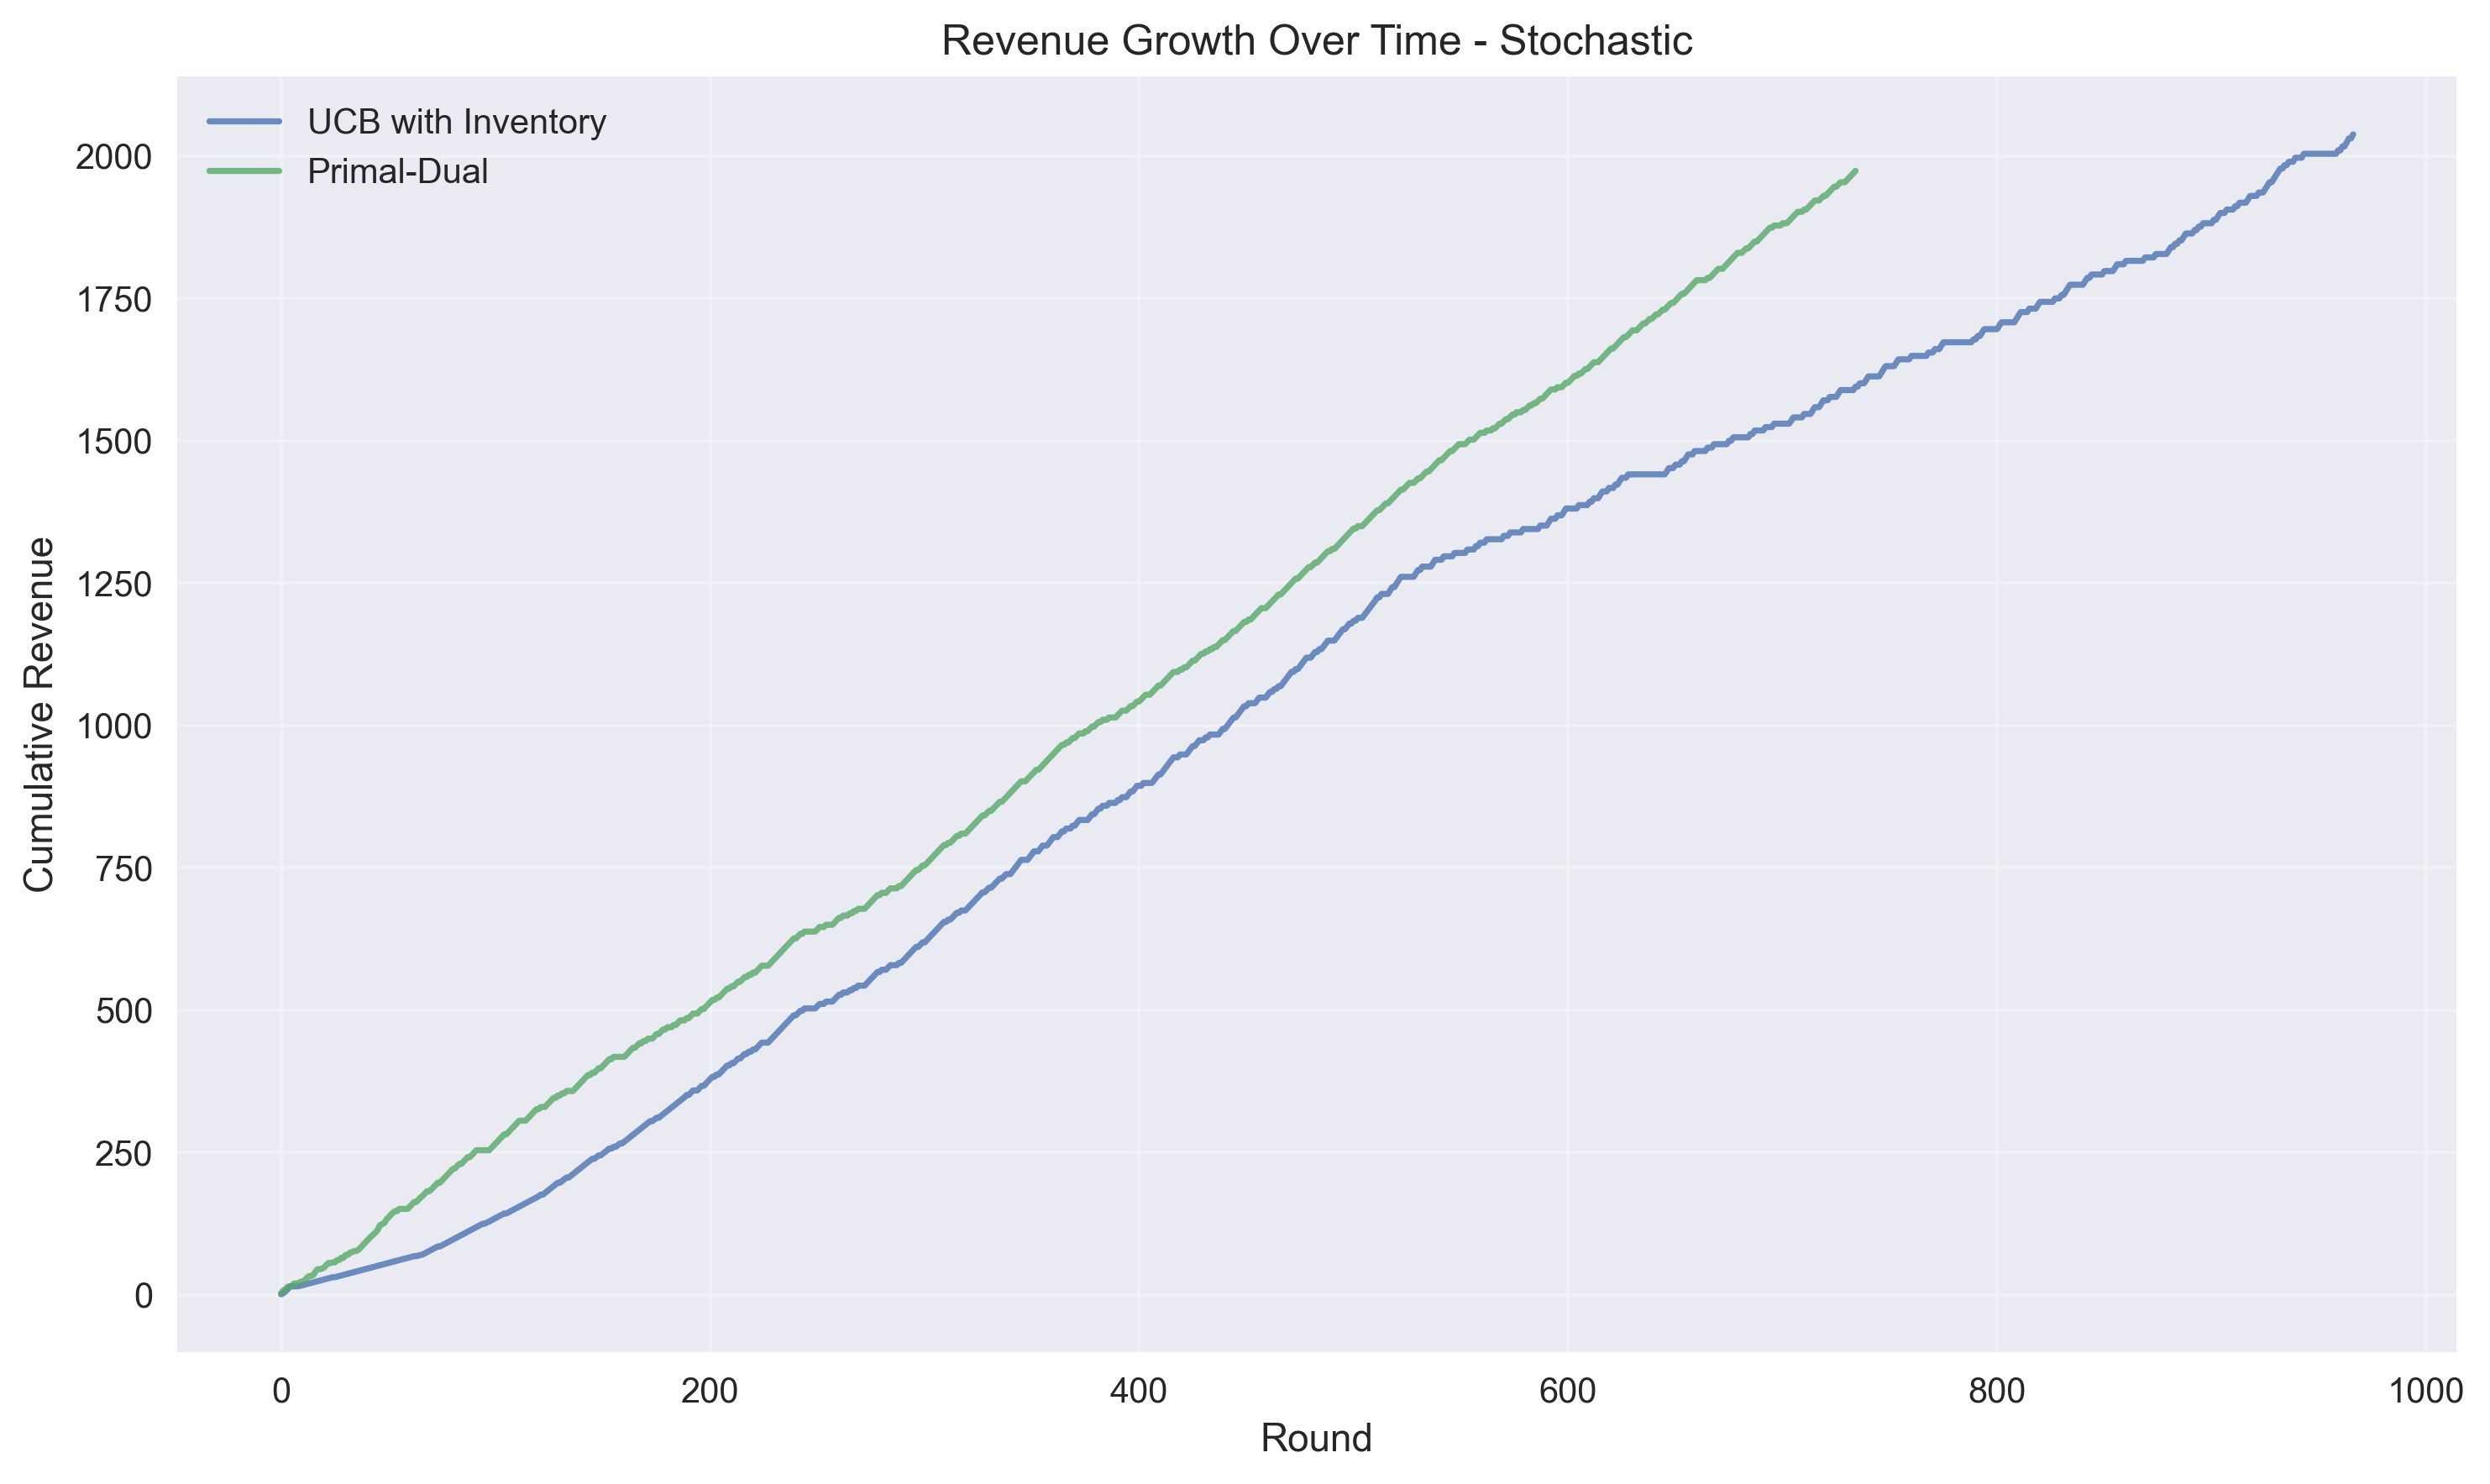 Revenue Growth Over Time - Stochastic
UCB with Inventory
Primal-Dual
2000
1750
1500
1250
1000
750
500
250
0
Cumulative Revenue
0 200 400 600 800 1000
Round